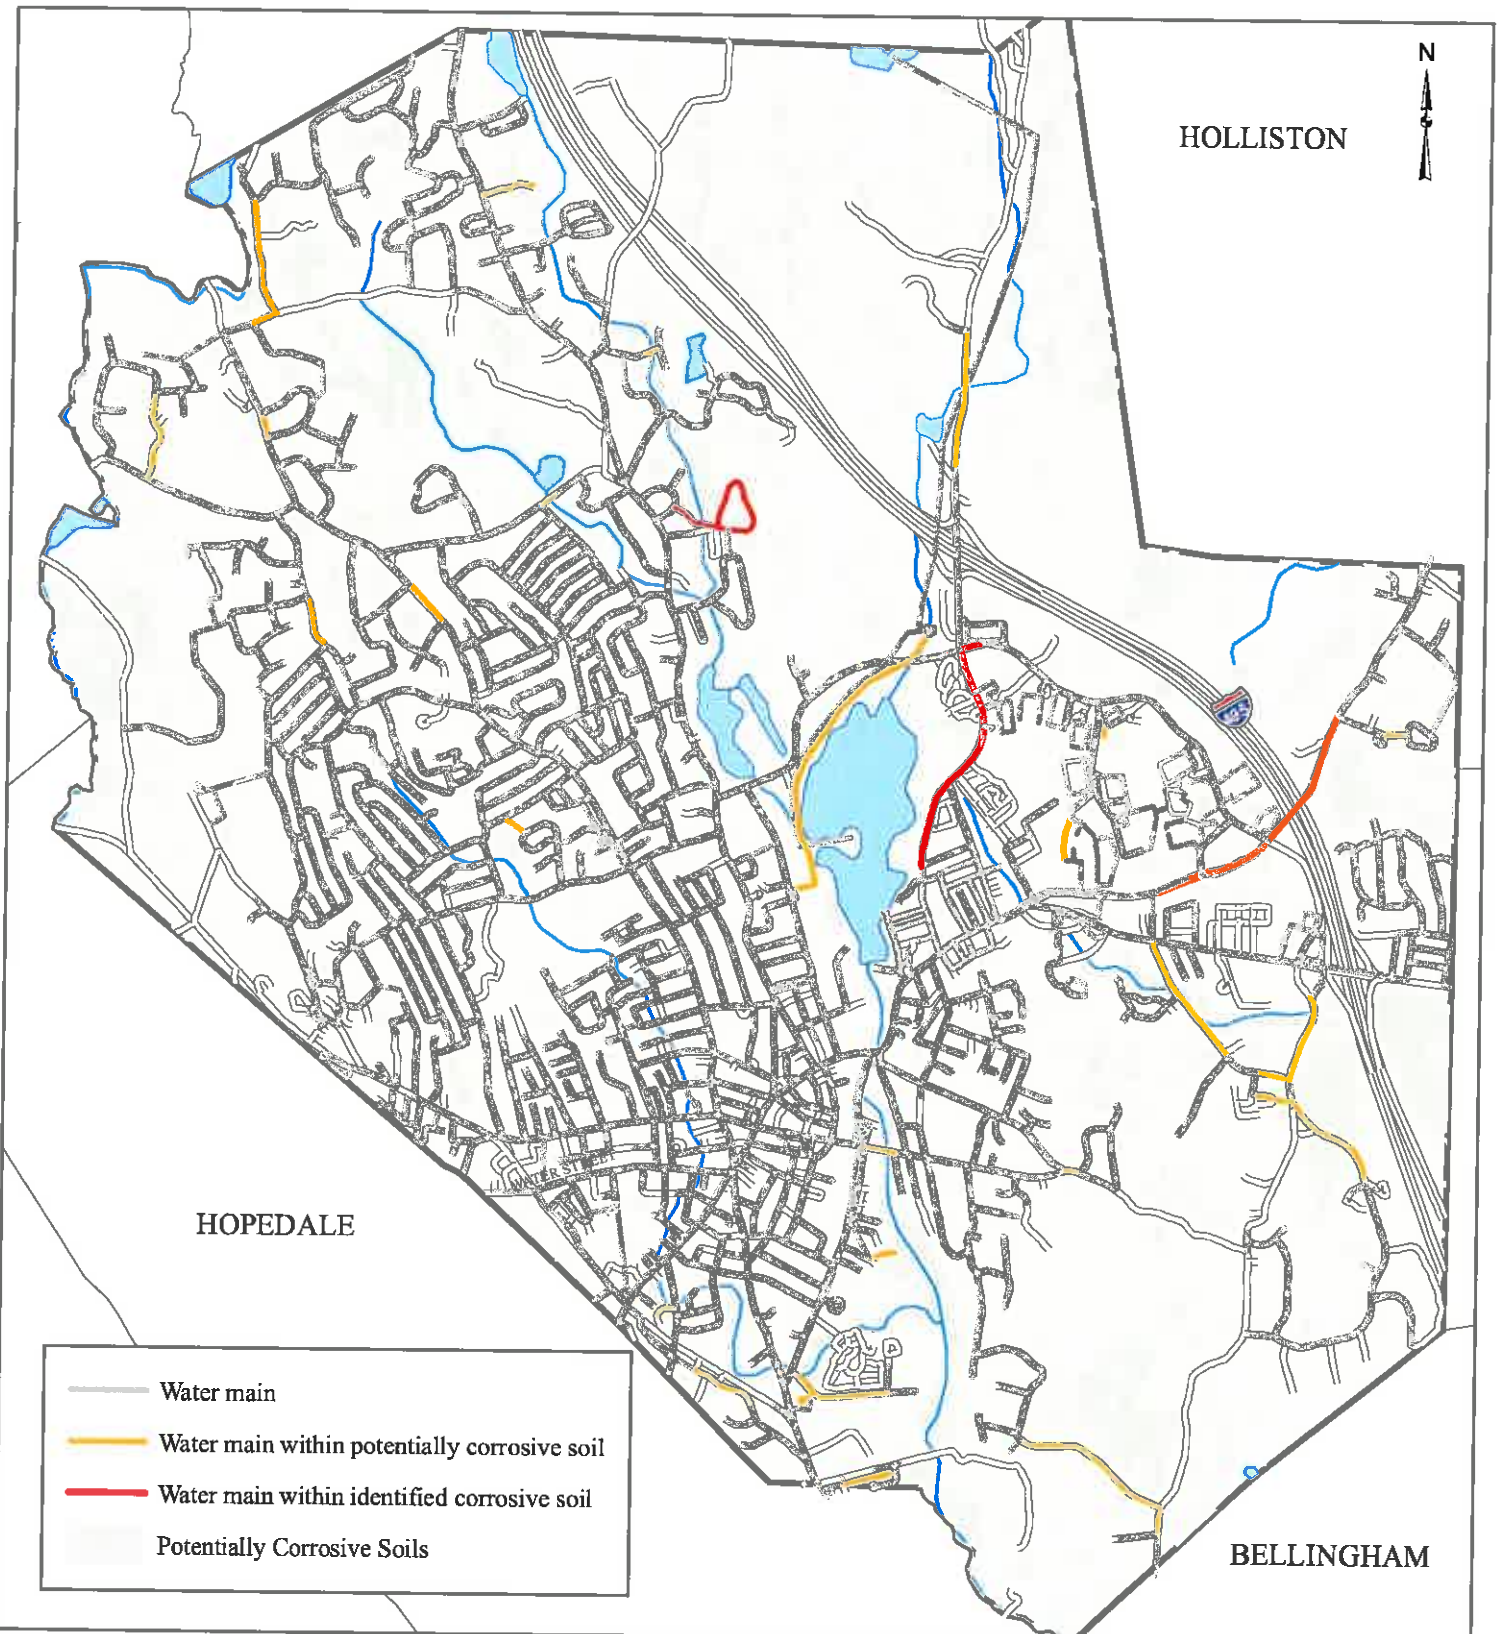 N
HOLLISTON
WATER STREET
HOPEDALE
Water main
Water main within potentially corrosive soil
Water main within identified corrosive soil
Potentially Corrosive Soils
BELLINGHAM